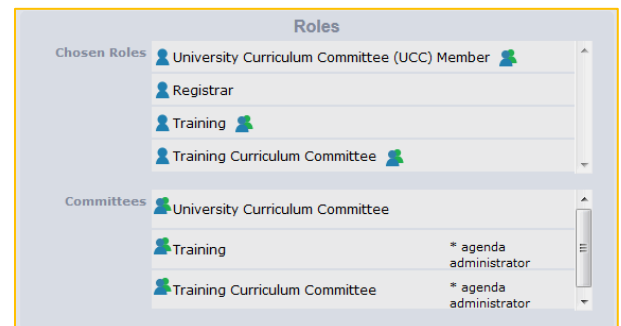 Roles
Chosen Roles
University Curriculum Committee (UCC) Member
Registrar
Training
Training Curriculum Committee
Committees
University Curriculum Committee
Training * agenda
administrator
Training Curriculum Committee * agenda
administrator